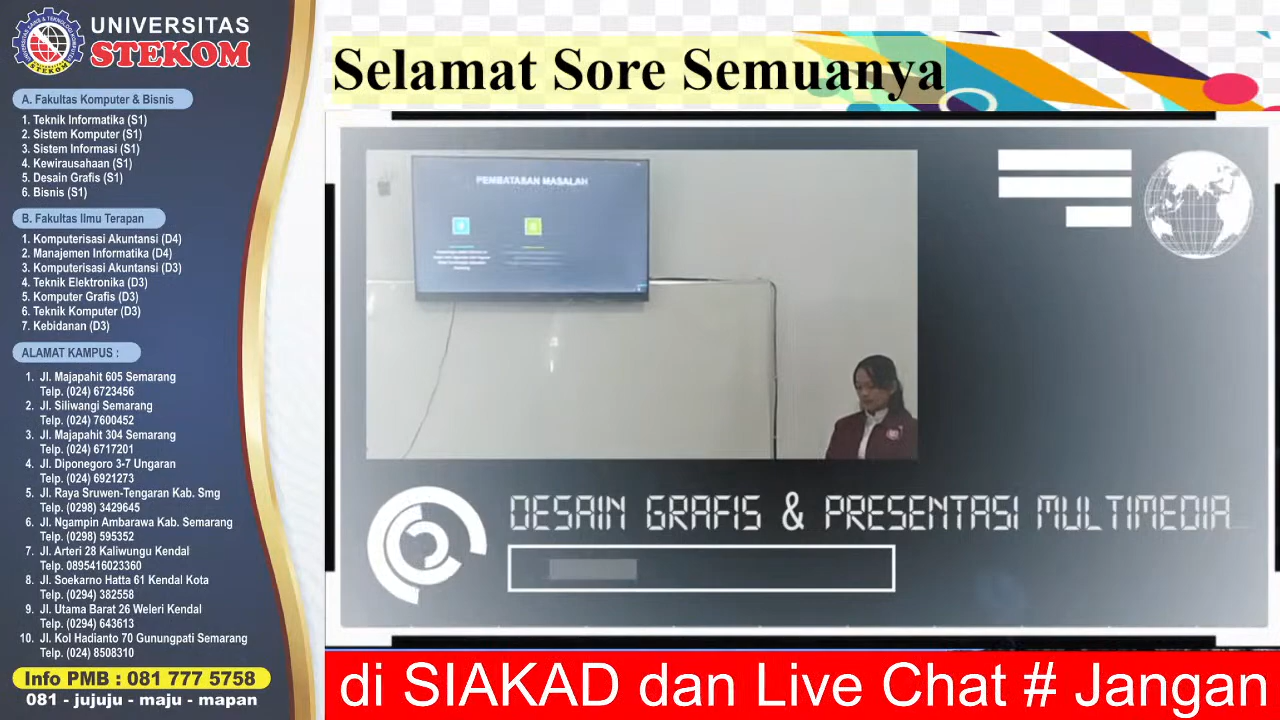 UNIVERSITAS
STEKOM
A. Fakultas Komputer & Bisnis
1. Teknik Informatika (S1)
2. Sistem Komputer (S1)
3. Sistem Informasi (S1)
4. Kewirausahaan (S1)
5. Desain Grafis (S1)
6. Bisnis (S1)
B. Fakultas Ilmu Terapan
1. Komputerisasi Akuntansi (D4)
2. Manajemen Informatika (D4)
3. Komputerisasi Akuntansi (D3)
4. Teknik Elektronika (D3)
5. Komputer Grafis (D3)
6. Teknik Komputer (D3)
7. Kebidanan (D3)
ALAMAT KAMPUS :
1. Jl. Majapahit 605 Semarang
Telp. (024) 6723456
2. Jl. Siliwangi Semarang
Telp. (024) 7600452
3. Jl. Majapahit 304 Semarang
Telp. (024) 6717201
4. Jl. Diponegoro 3-7 Ungaran
Telp. (024) 6921273
5. Jl. Raya Sruwen-Tengaran Kab. Smg
Telp. (0298) 3429645
6. Jl. Ngampin Ambarawa Kab. Semarang
Telp. (0298) 595352
7. Jl. Arteri 28 Kaliwungu Kendal
Telp. 0895416023360
8. Jl. Soekarno Hatta 61 Kendal Kota
Telp. (0294) 382558
9. Jl. Utama Barat 26 Weleri Kendal
Telp. (0294) 643613
10. Jl. Kol Hadianto 70 Gunungpati Semarang
Telp. (024) 8508310
Info PMB : 081 777 5758
081 - jujuju - maju - mapan
Selamat Sore Semuanya
PEMBATASAN MASALAH
DESAIN GRAFIS & PRESENTASI MULTIMEDIA
di SIAKAD dan Live Chat # Jangan